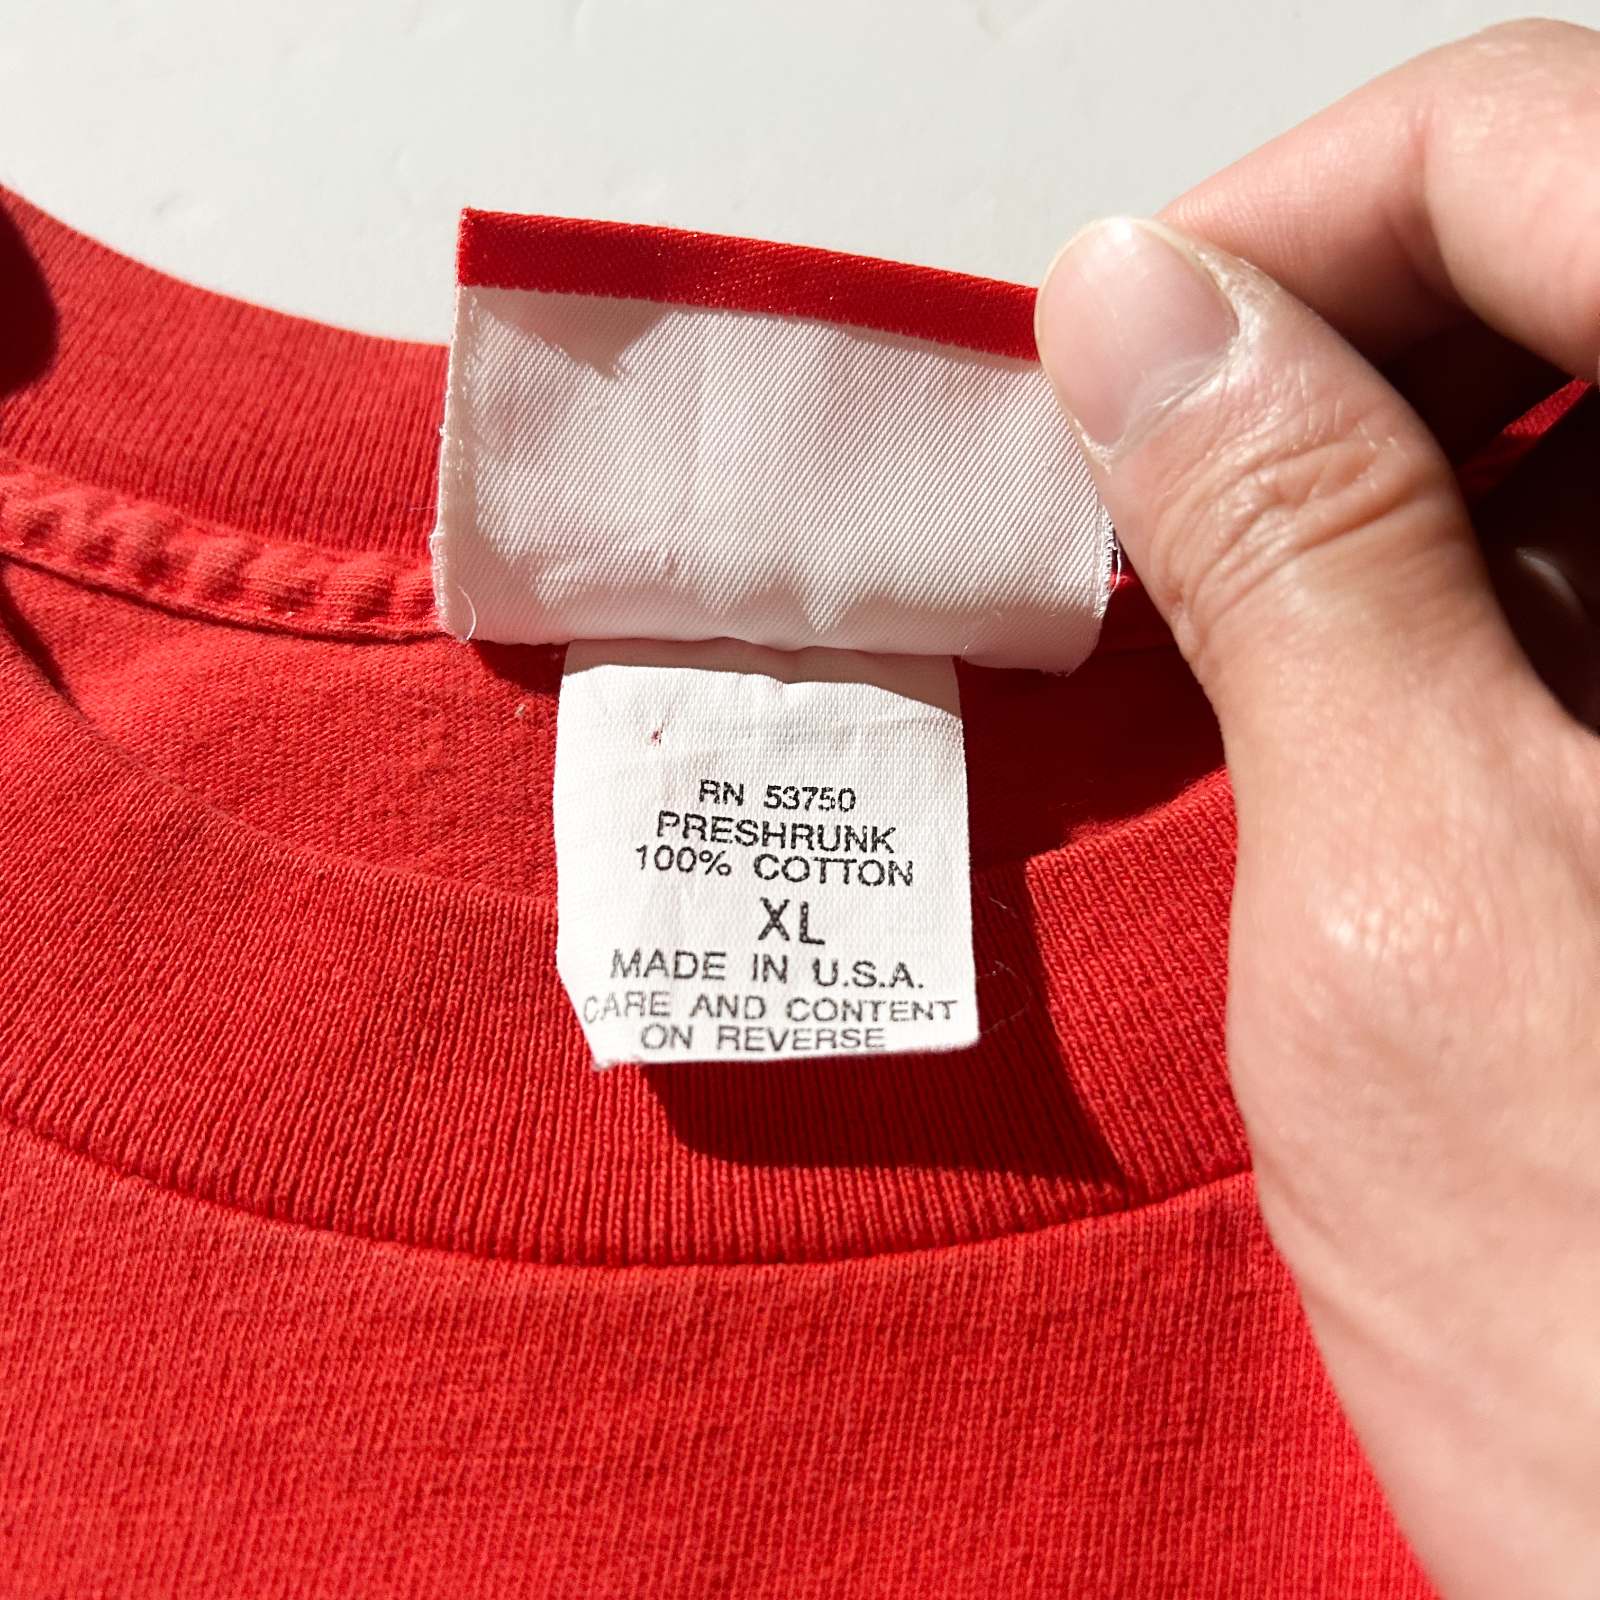 RN 53750
PRESHRUNK
100% COTTON
XL
MADE IN U.S.A.
CARE AND CONTENT
ON REVERSE